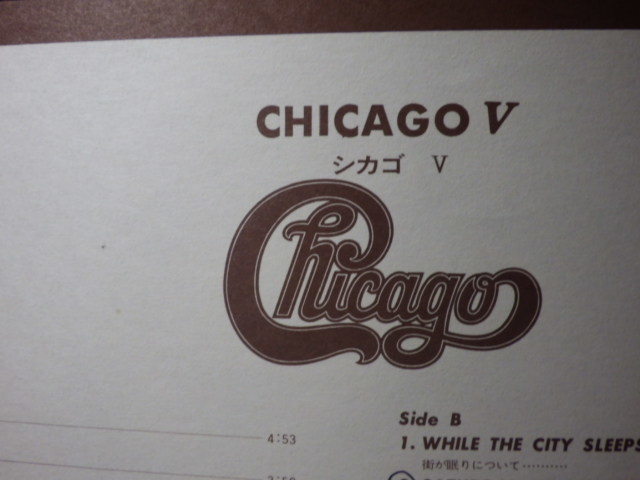 CHICAGO V
シカゴ V
Chicago
4:53
Side B
1. WHILE THE CITY SLEEPS
街が眠りについて··········